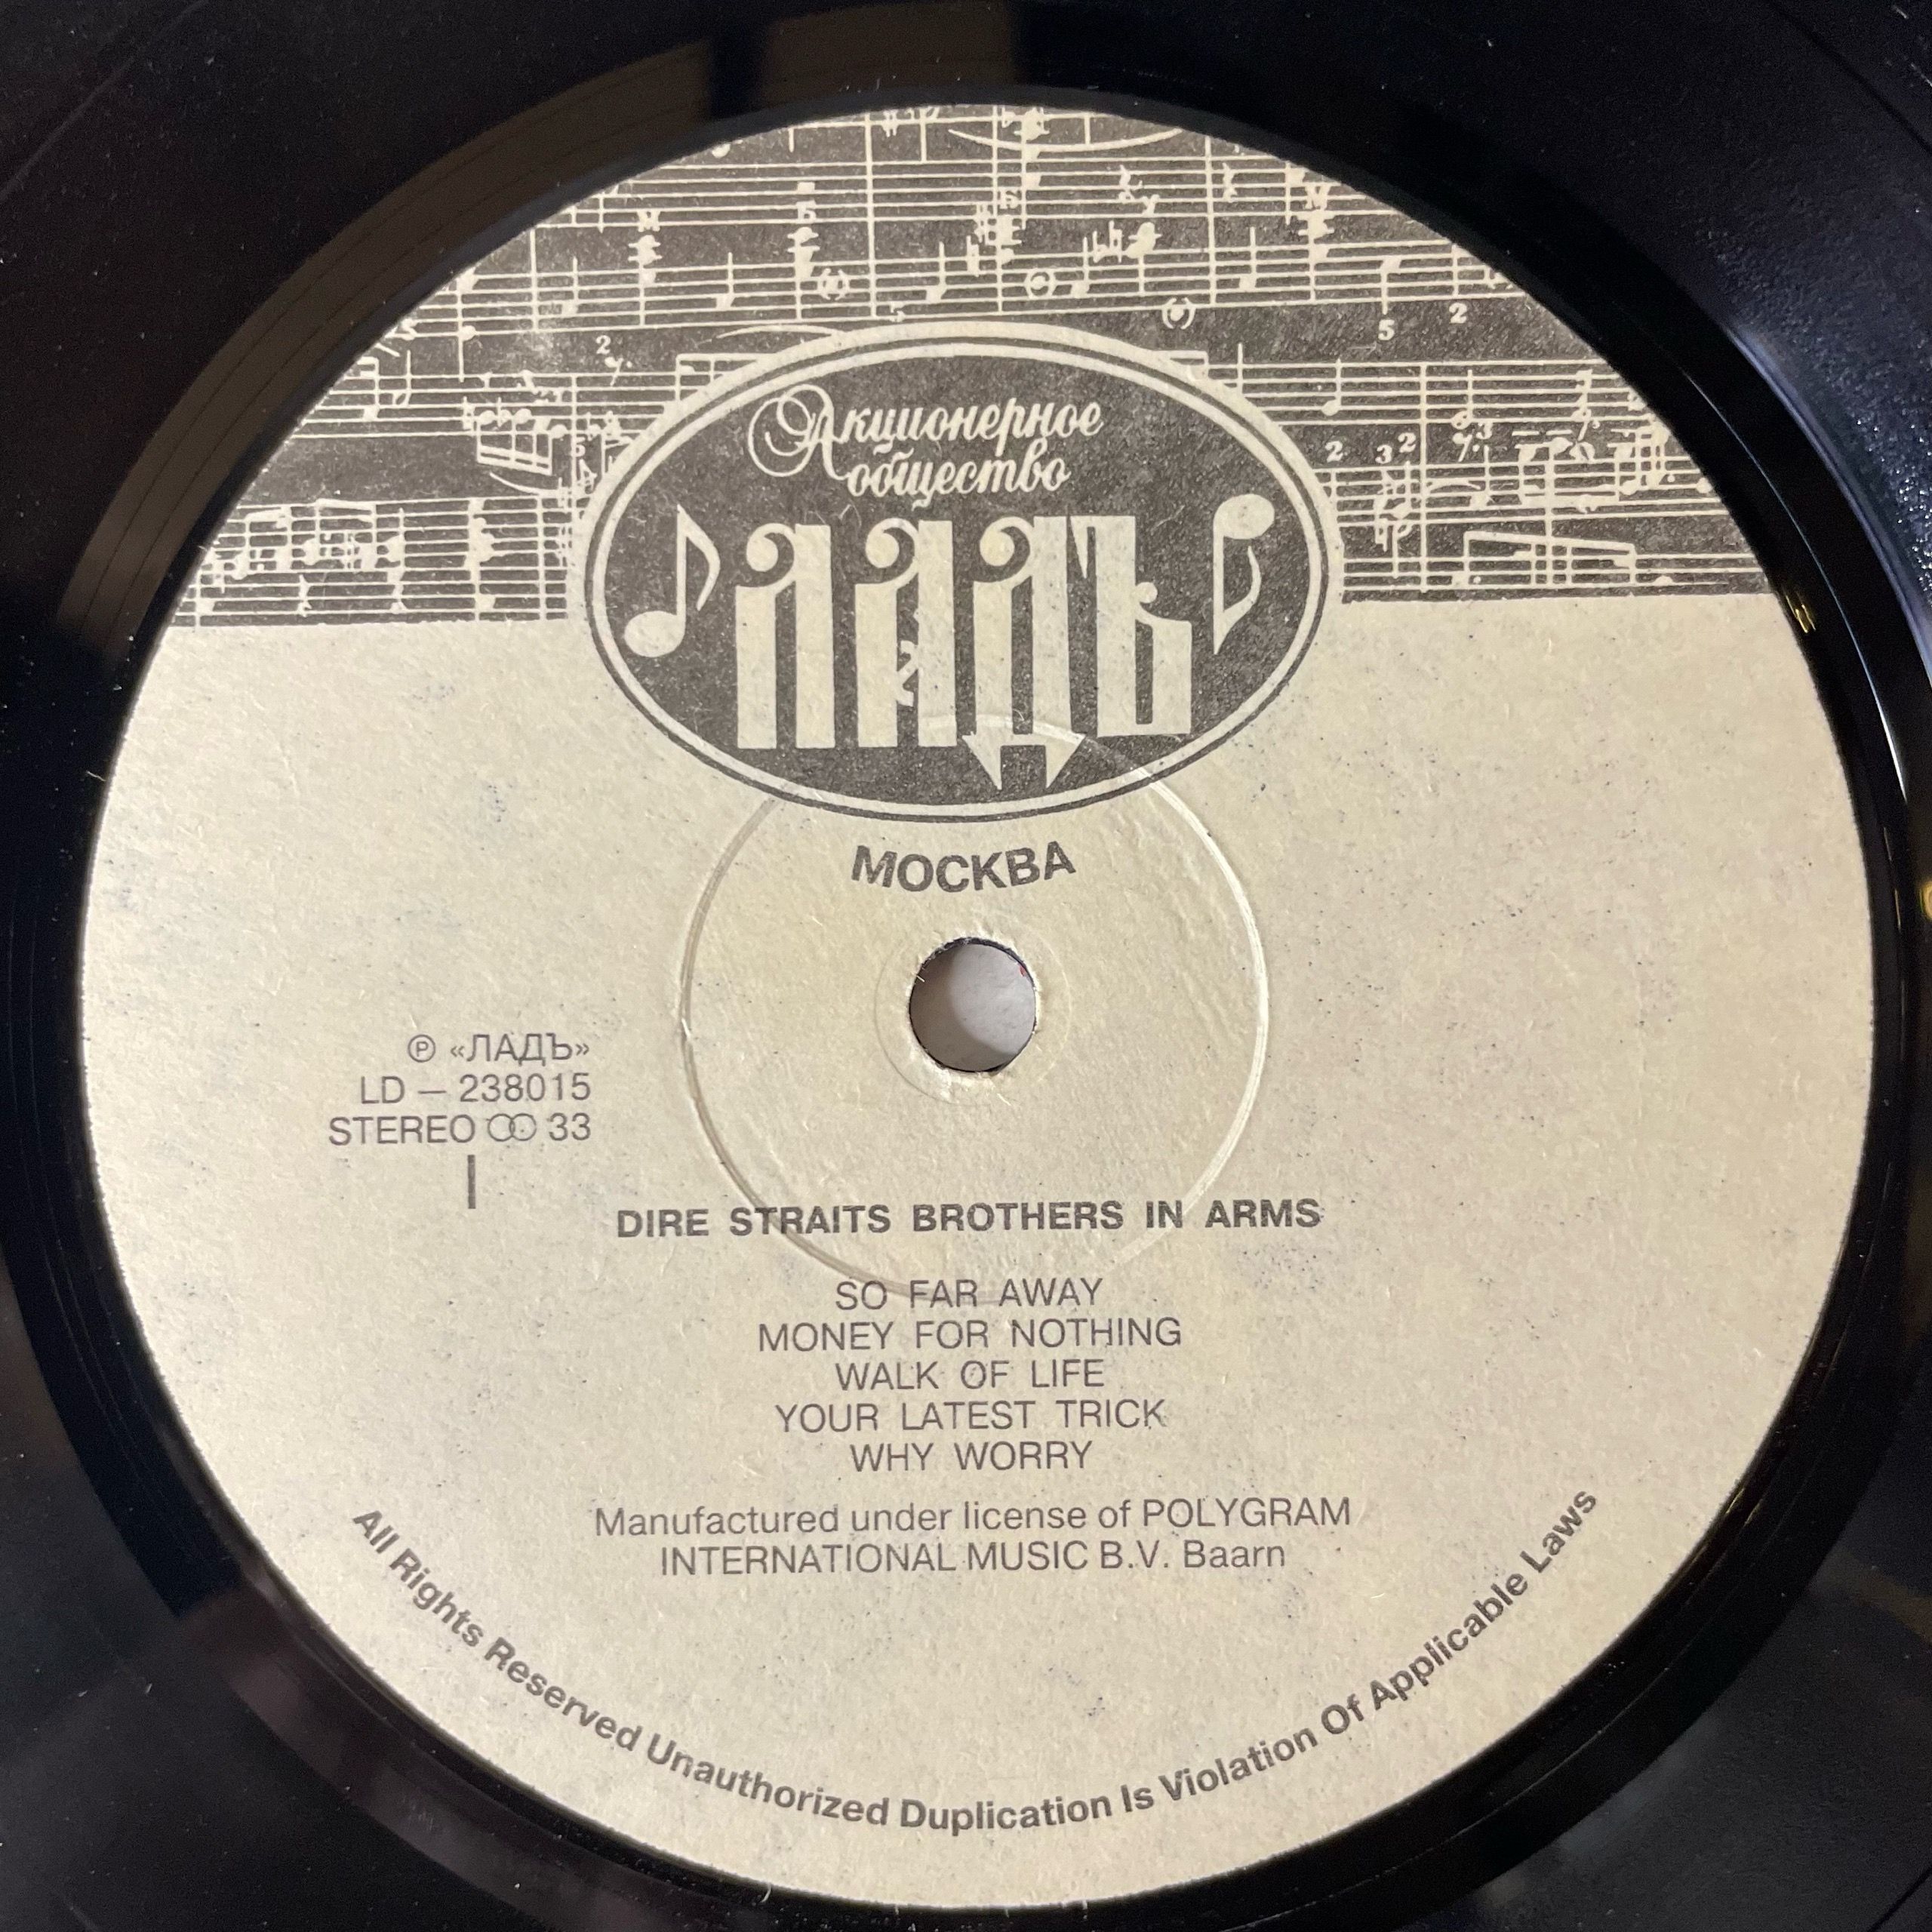 Акционерное
общество
ЛАДЪ
МОСКВА
℗ «ЛАДЪ»
LD — 238015
STEREO 33
I
DIRE STRAITS BROTHERS IN ARMS
SO FAR AWAY
MONEY FOR NOTHING
WALK OF LIFE
YOUR LATEST TRICK
WHY WORRY
Manufactured under license of POLYGRAM
INTERNATIONAL MUSIC B.V. Baarn
All Rights Reserved Unauthorized Duplication Is Violation Of Applicable Laws